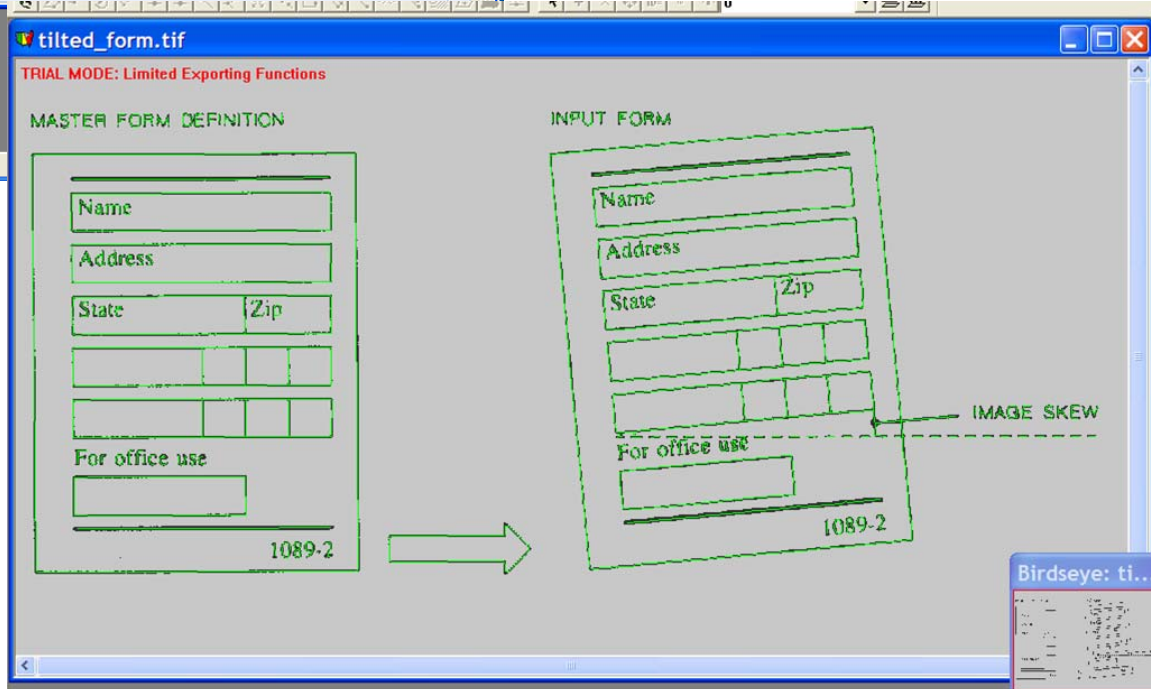 0
tilted_form.tif
TRIAL MODE: Limited Exporting Functions
MASTER FORM DEFINITION
Name
Address
State Zip
For office use
1089-2
INPUT FORM
Name
Address
State Zip
For office use
1089-2
IMAGE SKEW
Birdseye: ti...